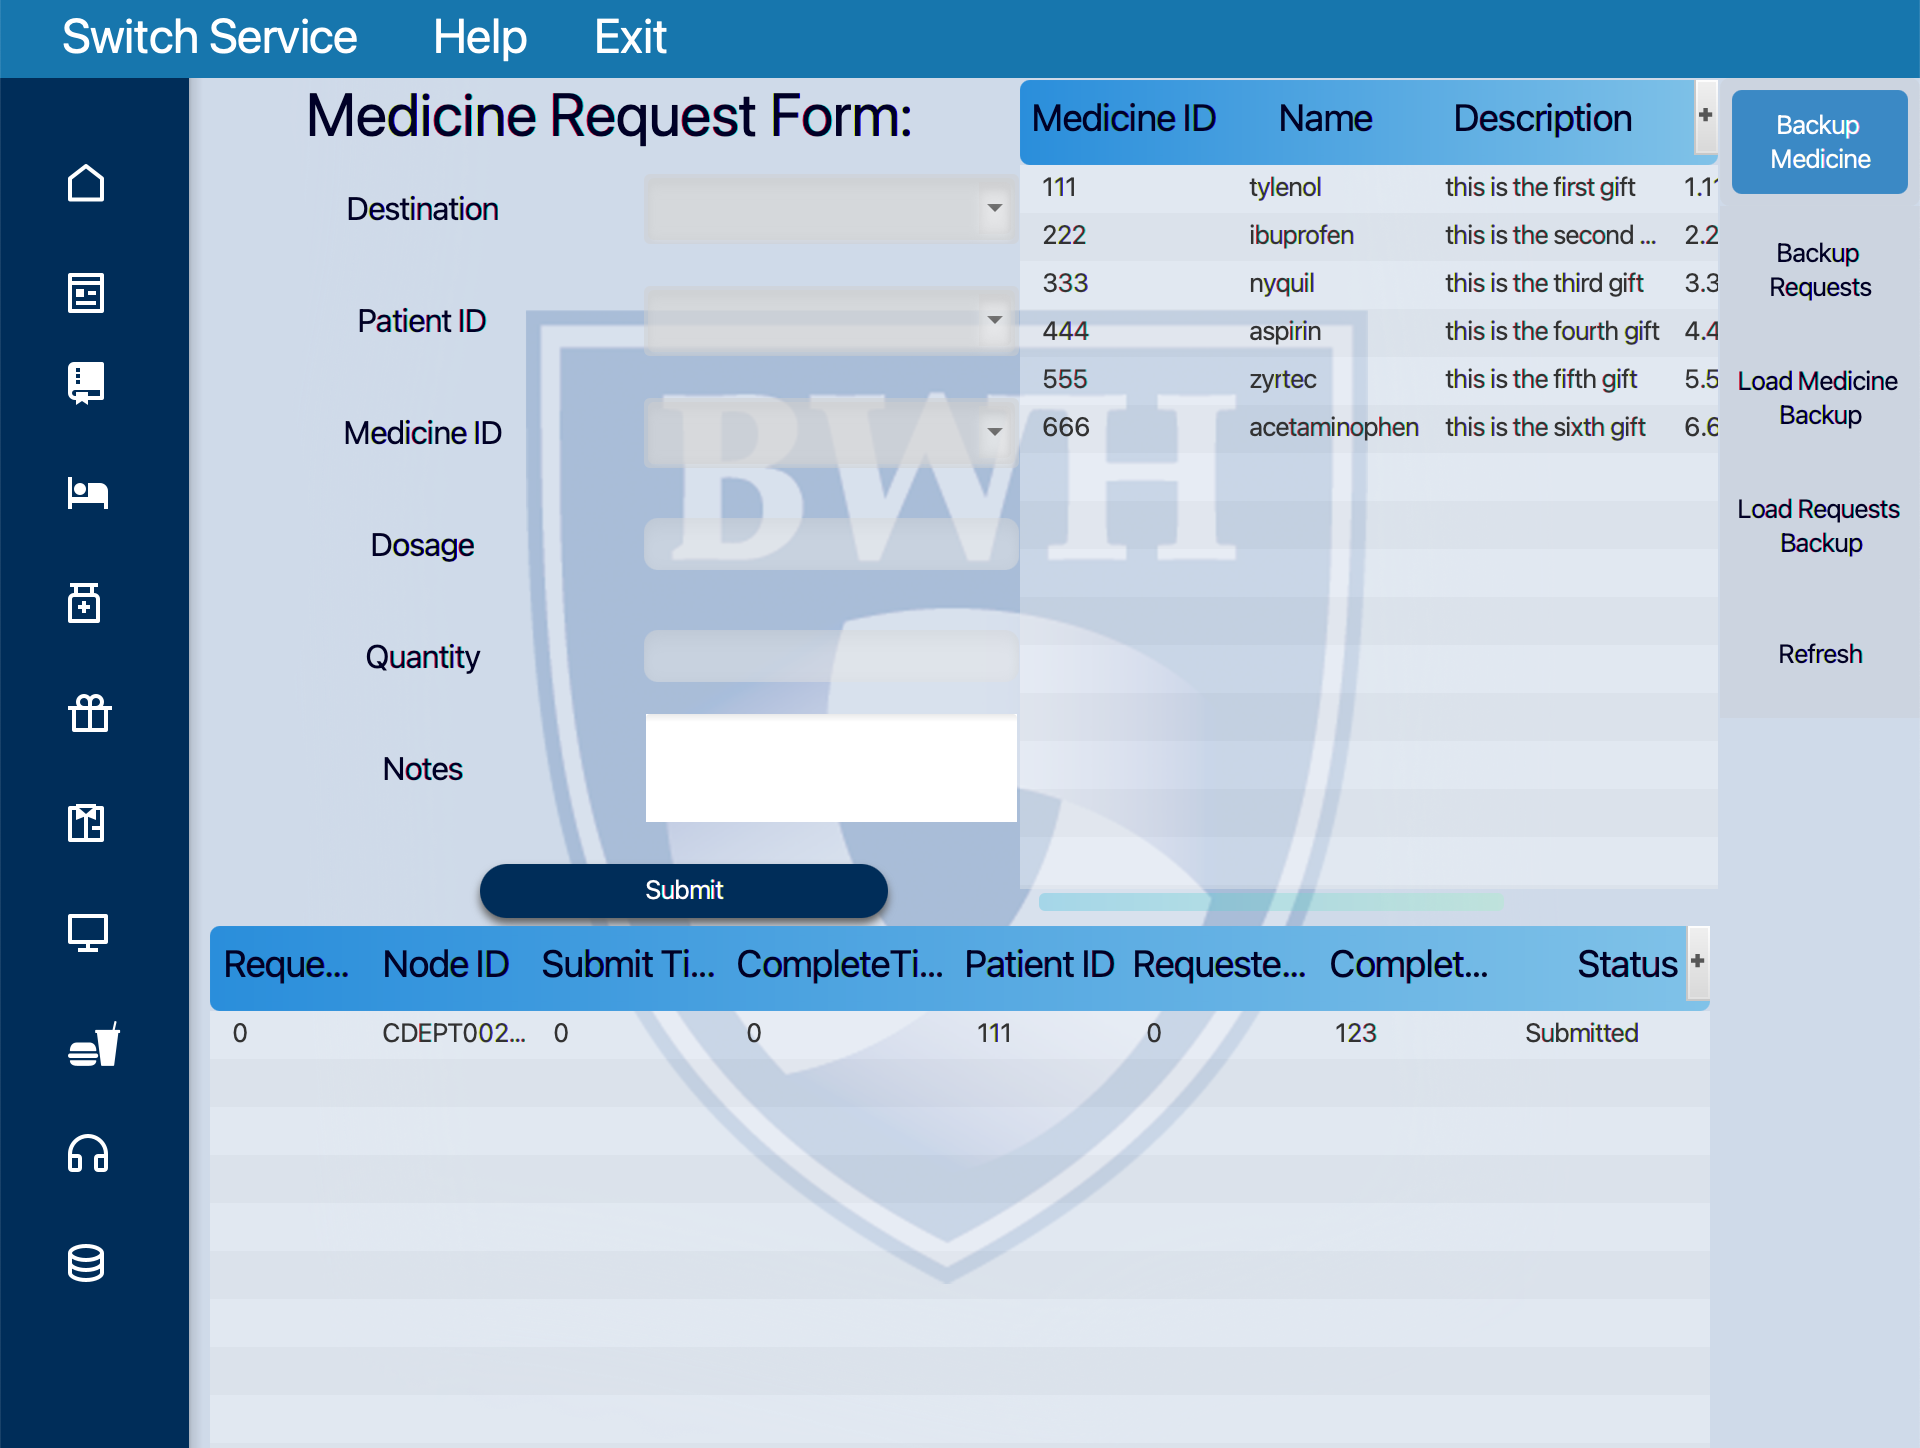 Switch Service Help Exit
Medicine Request Form:
Destination
Patient ID
Medicine ID
Dosage
Quantity
Notes
Submit
Medicine ID Name Description +
111 tylenol this is the first gift 1.11
222 ibuprofen this is the second ... 2.2
333 nyquil this is the third gift 3.3
444 aspirin this is the fourth gift 4.4
555 zyrtec this is the fifth gift 5.5
666 acetaminophen this is the sixth gift 6.6
Backup
Medicine
Backup
Requests
Load Medicine
Backup
Load Requests
Backup
Refresh
BWH
Reque... Node ID Submit Ti... CompleteTi... Patient ID Requeste... Complet... Status +
0 CDEPT002... 0 0 111 0 123 Submitted